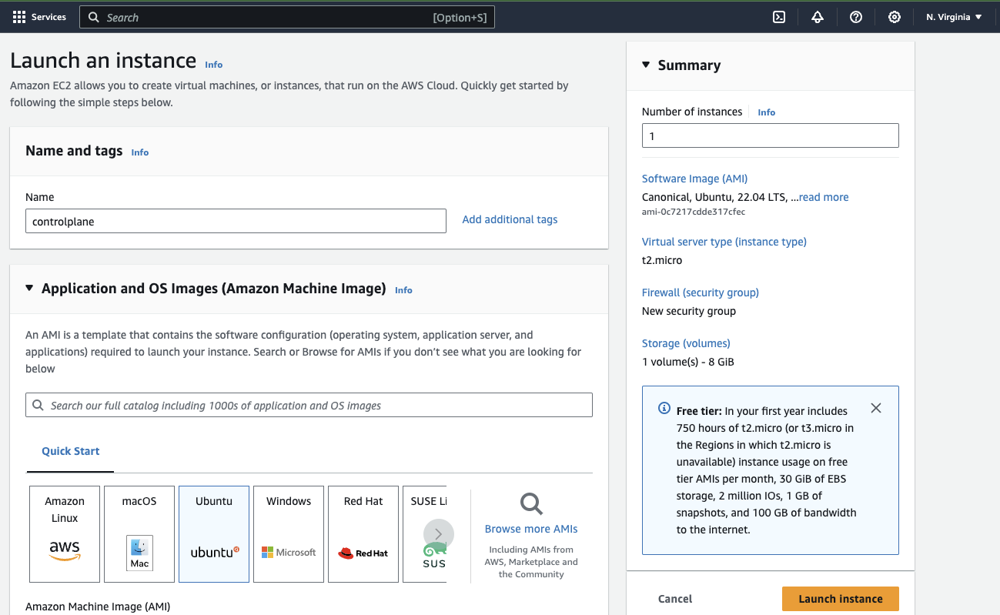 Services
Search [Option+S]
N. Virginia
Launch an instance Info
Amazon EC2 allows you to create virtual machines, or instances, that run on the AWS Cloud. Quickly get started by
following the simple steps below.
Name and tags Info
Name
controlplane
Add additional tags
Application and OS Images (Amazon Machine Image) Info
An AMI is a template that contains the software configuration (operating system, application server, and
applications) required to launch your instance. Search or Browse for AMIs if you don’t see what you are looking for
below
Search our full catalog including 1000s of application and OS images
Quick Start
Amazon
Linux
aws
macOS
Mac
Ubuntu
ubuntu
Windows
Microsoft
Red Hat
Red Hat
SUSE Li
SUS
Browse more AMIs
Including AMIs from
AWS, Marketplace and
the Community
Amazon Machine Image (AMI)
Summary
Number of instances Info
1
Software Image (AMI)
Canonical, Ubuntu, 22.04 LTS, ...read more
ami-0c7217cdde317cfec
Virtual server type (instance type)
t2.micro
Firewall (security group)
New security group
Storage (volumes)
1 volume(s) - 8 GiB
Free tier: In your first year includes
750 hours of t2.micro (or t3.micro in
the Regions in which t2.micro is
unavailable) instance usage on free
tier AMIs per month, 30 GiB of EBS
storage, 2 million IOs, 1 GB of
snapshots, and 100 GB of bandwidth
to the internet.
Cancel
Launch instance